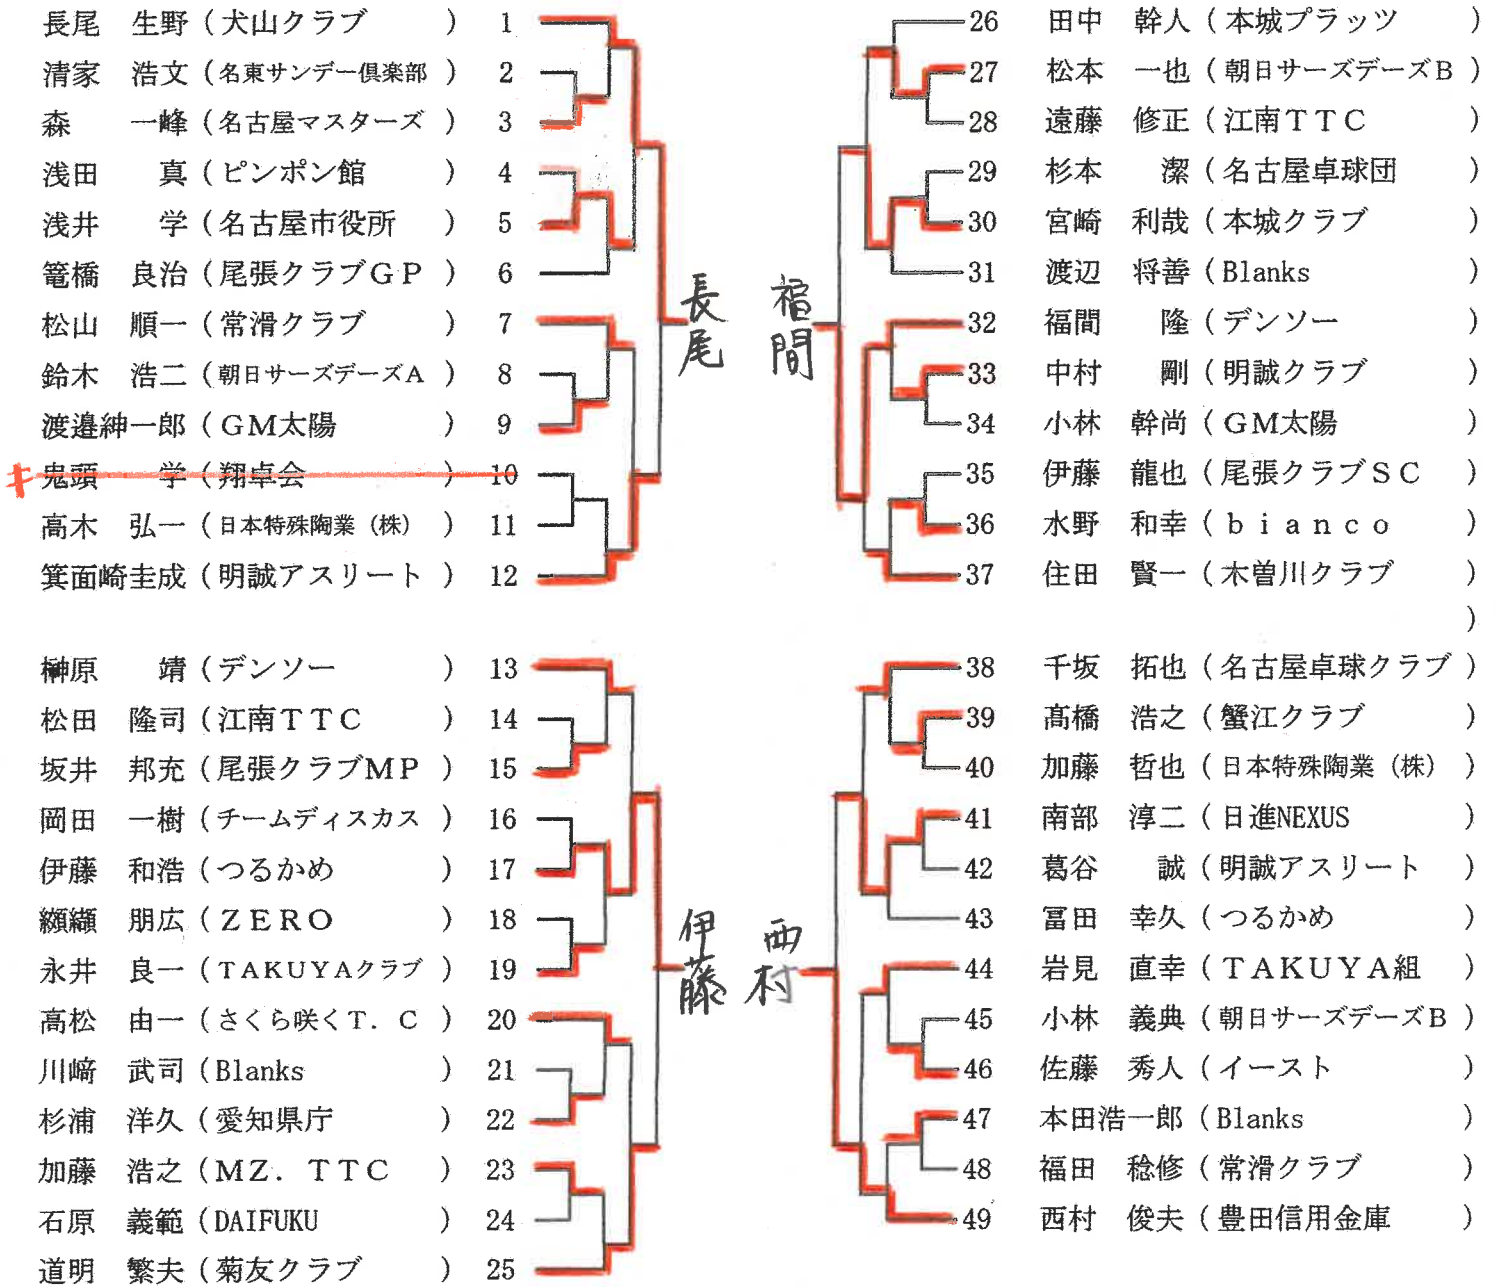 長尾 生野 (犬山クラブ ) 1
清家 浩文 (名東サンデー倶楽部 ) 2
森 一峰 (名古屋マスターズ ) 3
浅田 真 (ピンポン館 ) 4
浅井 学 (名古屋市役所 ) 5
篭橋 良治 (尾張クラブGP ) 6
松山 順一 (常滑クラブ ) 7
鈴木 浩二 (朝日サーズデーズA ) 8
渡邉紳一郎 (GM太陽 ) 9
キ 鬼頭 学 (翔卓会 ) 10
高木 弘一 (日本特殊陶業 (株) ) 11
箕面崎圭成 (明誠アスリート ) 12
榊原 靖 (デンソー ) 13
松田 隆司 (江南TTC ) 14
坂井 邦充 (尾張クラブMP ) 15
岡田 一樹 (チームディスカス ) 16
伊藤 和浩 (つるかめ ) 17
纐纈 朋広 (ZERO ) 18
永井 良一 (TAKUYAクラブ ) 19
高松 由一 (さくら咲くT. C ) 20
川﨑 武司 (Blanks ) 21
杉浦 洋久 (愛知県庁 ) 22
加藤 浩之 (MZ. TTC ) 23
石原 義範 (DAIFUKU ) 24
道明 繁夫 (菊友クラブ ) 25
長尾
福間
伊藤
西村
26 田中 幹人 (本城プラッツ )
27 松本 一也 (朝日サーズデーズB )
28 遠藤 修正 (江南TTC )
29 杉本 潔 (名古屋卓球団 )
30 宮崎 利哉 (本城クラブ )
31 渡辺 将善 (Blanks )
32 福間 隆 (デンソー )
33 中村 剛 (明誠クラブ )
34 小林 幹尚 (GM太陽 )
35 伊藤 龍也 (尾張クラブSC )
36 水野 和幸 (bianco )
37 住田 賢一 (木曽川クラブ )
)
38 千坂 拓也 (名古屋卓球クラブ )
39 髙橋 浩之 (蟹江クラブ )
40 加藤 哲也 (日本特殊陶業 (株) )
41 南部 淳二 (日進NEXUS )
42 葛谷 誠 (明誠アスリート )
43 冨田 幸久 (つるかめ )
44 岩見 直幸 (TAKUYA組 )
45 小林 義典 (朝日サーズデーズB )
46 佐藤 秀人 (イースト )
47 本田浩一郎 (Blanks )
48 福田 稔修 (常滑クラブ )
49 西村 俊夫 (豊田信用金庫 )